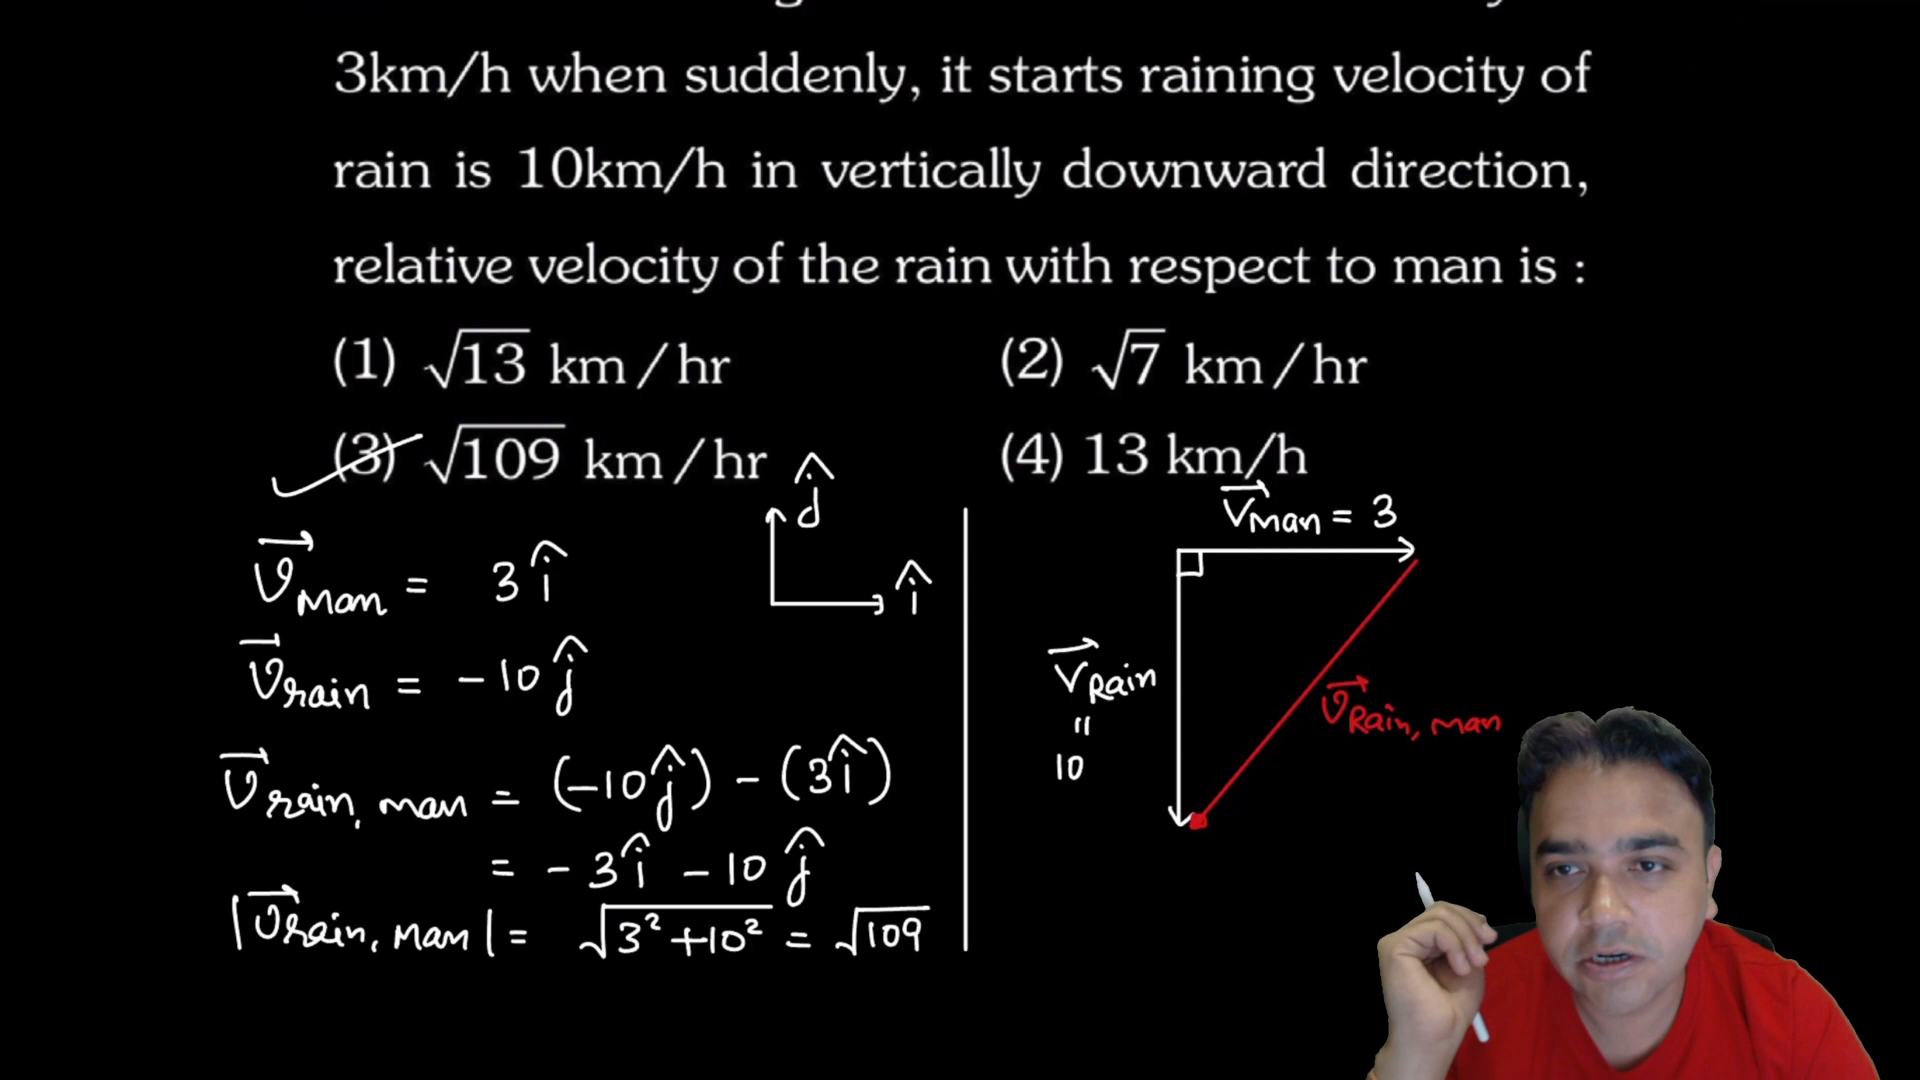 3km/h when suddenly, it starts raining velocity of
rain is 10km/h in vertically downward direction,
relative velocity of the rain with respect to man is :
(1) √13 km/hr (2) √7 km/hr
(3) √109 km/hr (4) 13 km/h
ĵ
î
v⃗Man = 3î
v⃗rain = -10ĵ
v⃗rain, man = (-10ĵ) - (3î)
= -3î - 10ĵ
|v⃗rain, man| = √3²+10² = √109
v⃗Man = 3
v⃗Rain
=
10
v⃗Rain, man